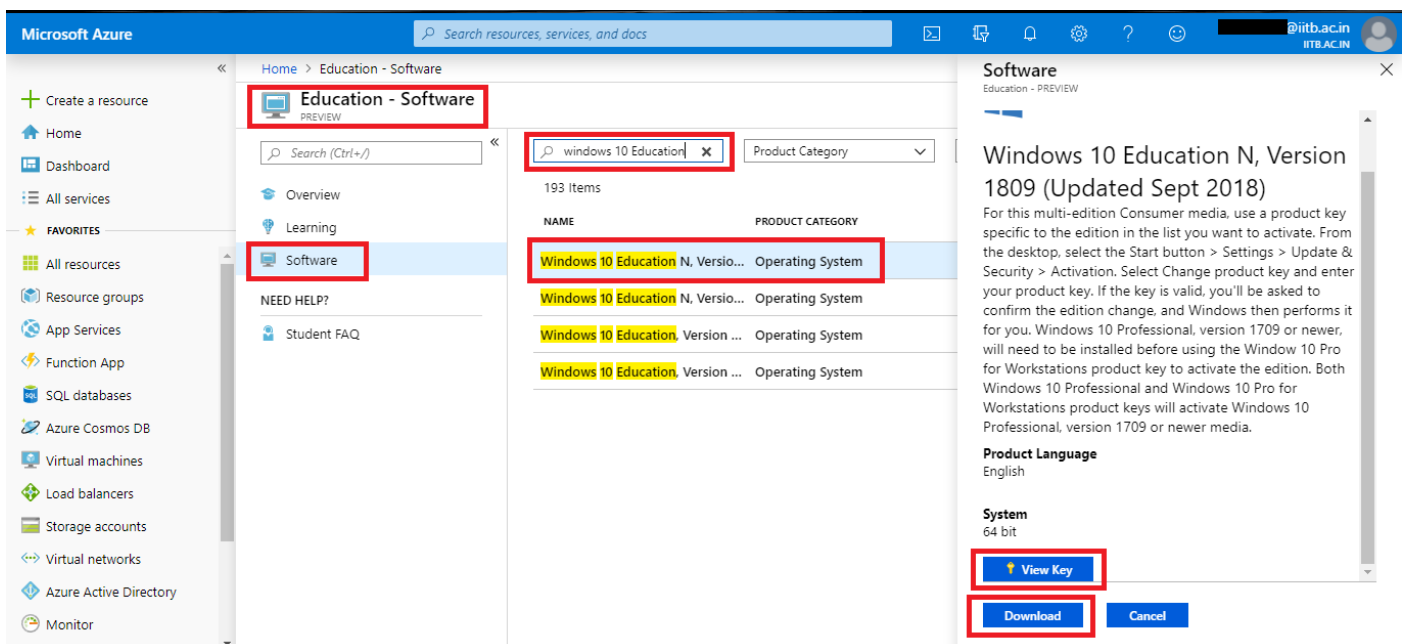 Microsoft Azure
Search resources, services, and docs
@iitb.ac.in
IITB.AC.IN
Create a resource
Home
Dashboard
All services
FAVORITES
All resources
Resource groups
App Services
Function App
SQL databases
Azure Cosmos DB
Virtual machines
Load balancers
Storage accounts
Virtual networks
Azure Active Directory
Monitor
Home > Education - Software
Education - Software
PREVIEW
Search (Ctrl+/)
Overview
Learning
Software
NEED HELP?
Student FAQ
windows 10 Education
Product Category
193 Items
NAME PRODUCT CATEGORY
Windows 10 Education N, Versio... Operating System
Windows 10 Education N, Versio... Operating System
Windows 10 Education, Version ... Operating System
Windows 10 Education, Version ... Operating System
Software
Education - PREVIEW
Windows 10 Education N, Version
1809 (Updated Sept 2018)
For this multi-edition Consumer media, use a product key
specific to the edition in the list you want to activate. From
the desktop, select the Start button > Settings > Update &
Security > Activation. Select Change product key and enter
your product key. If the key is valid, you'll be asked to
confirm the edition change, and Windows then performs it
for you. Windows 10 Professional, version 1709 or newer,
will need to be installed before using the Window 10 Pro
for Workstations product key to activate the edition. Both
Windows 10 Professional and Windows 10 Pro for
Workstations product keys will activate Windows 10
Professional, version 1709 or newer media.
Product Language
English
System
64 bit
View Key
Download
Cancel